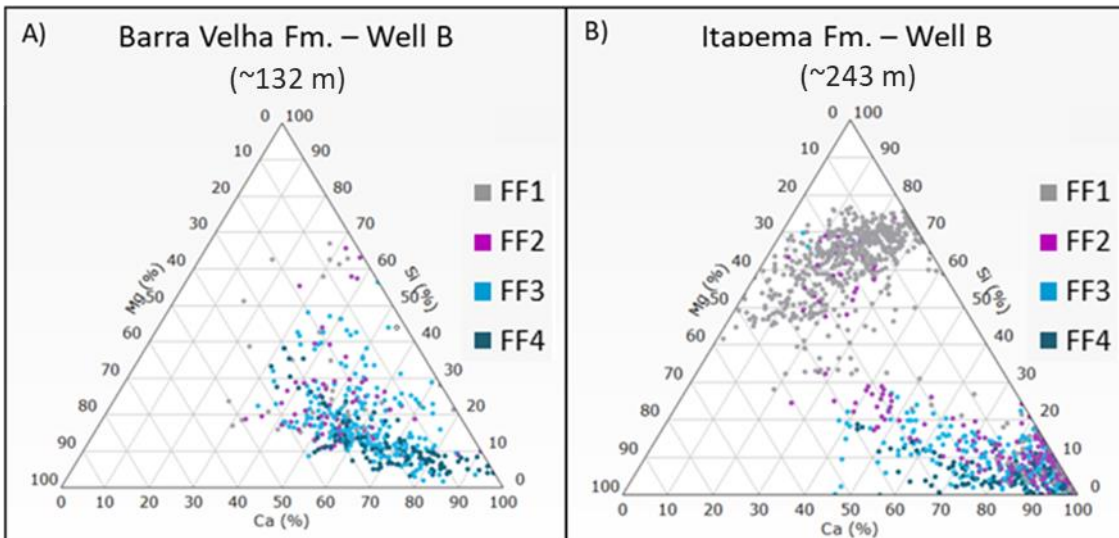 A)
Barra Velha Fm. – Well B
(~132 m)
0 100
10 90
20 80
30 70
40 60
50 50
60 40
70 30
80 20
90 10
100 0
0 10 20 30 40 50 60 70 80 90 100
Mg (%)
Si (%)
Ca (%)
FF1
FF2
FF3
FF4
B)
Itapema Fm. – Well B
(~243 m)
0 100
10 90
20 80
30 70
40 60
50 50
60 40
70 30
80 20
90 10
100 0
0 10 20 30 40 50 60 70 80 90 100
Mg (%)
Si (%)
Ca (%)
FF1
FF2
FF3
FF4